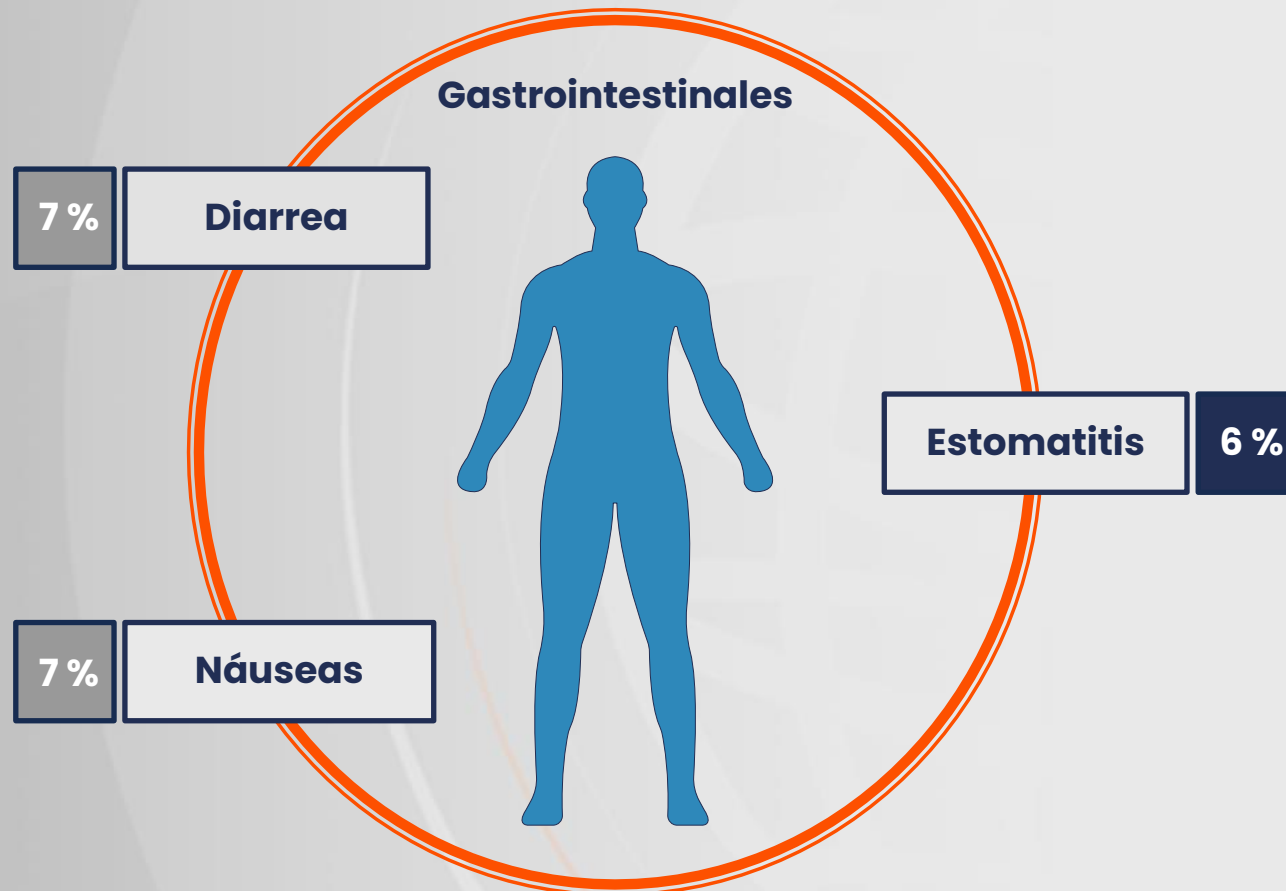 Gastrointestinales
7 % Diarrea
Estomatitis 6 %
7 % Náuseas